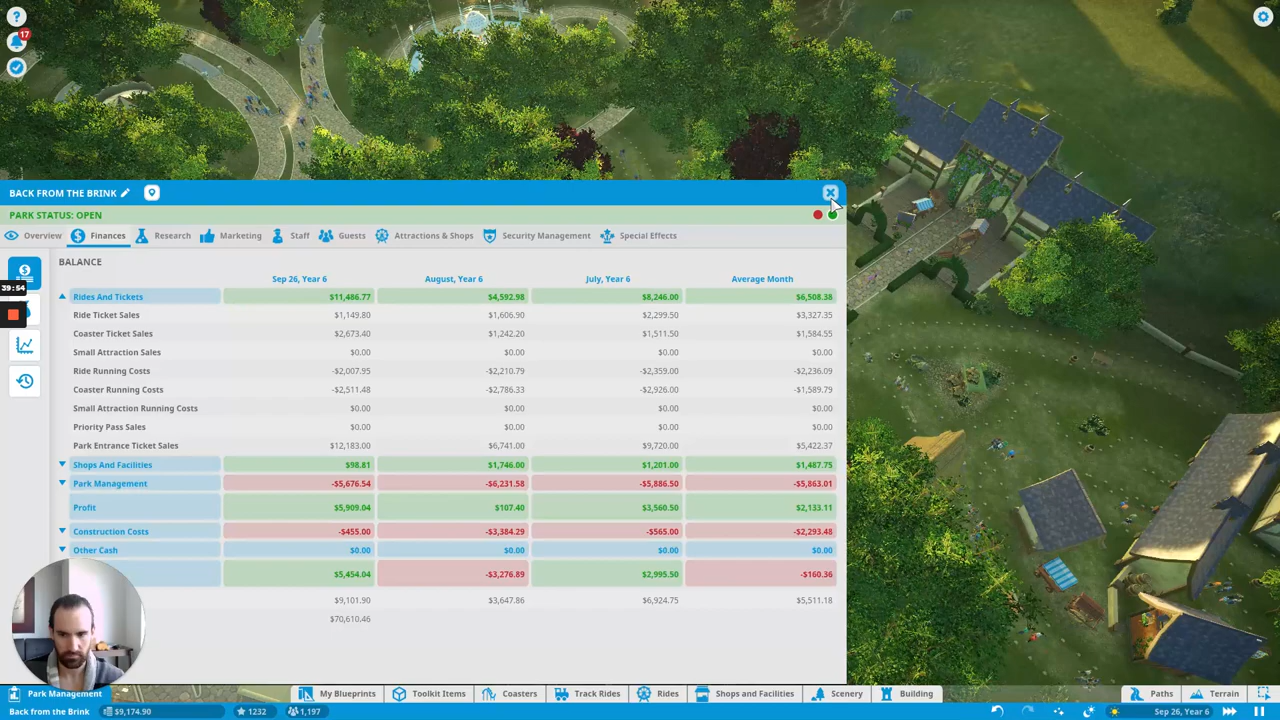 ?
17
BACK FROM THE BRINK
PARK STATUS: OPEN
Overview Finances Research Marketing Staff Guests Attractions & Shops Security Management Special Effects
BALANCE
39:54
Sep 26, Year 6 August, Year 6 July, Year 6 Average Month
Rides And Tickets $11,486.77 $4,592.98 $8,246.00 $6,508.38
Ride Ticket Sales $1,149.80 $1,606.90 $2,299.50 $3,327.35
Coaster Ticket Sales $2,673.40 $1,242.20 $1,511.50 $1,584.55
Small Attraction Sales $0.00 $0.00 $0.00 $0.00
Ride Running Costs -$2,007.95 -$2,210.79 -$2,359.00 -$2,236.09
Coaster Running Costs -$2,511.48 -$2,786.33 -$2,926.00 -$1,589.79
Small Attraction Running Costs $0.00 $0.00 $0.00 $0.00
Priority Pass Sales $0.00 $0.00 $0.00 $0.00
Park Entrance Ticket Sales $12,183.00 $6,741.00 $9,720.00 $5,422.37
Shops And Facilities $98.81 $1,746.00 $1,201.00 $1,487.75
Park Management -$5,676.54 -$6,231.58 -$5,886.50 -$5,863.01
Profit $5,909.04 $107.40 $3,560.50 $2,133.11
Construction Costs -$455.00 -$3,384.29 -$565.00 -$2,293.48
Other Cash $0.00 $0.00 $0.00 $0.00
$5,454.04 -$3,276.89 $2,995.50 -$160.36
$9,101.90 $3,647.86 $6,924.75 $5,511.18
$70,610.46
Park Management My Blueprints Toolkit Items Coasters Track Rides Rides Shops and Facilities Scenery Building Paths Terrain
Back from the Brink $9,174.90 1232 1,197 Sep 26, Year 6